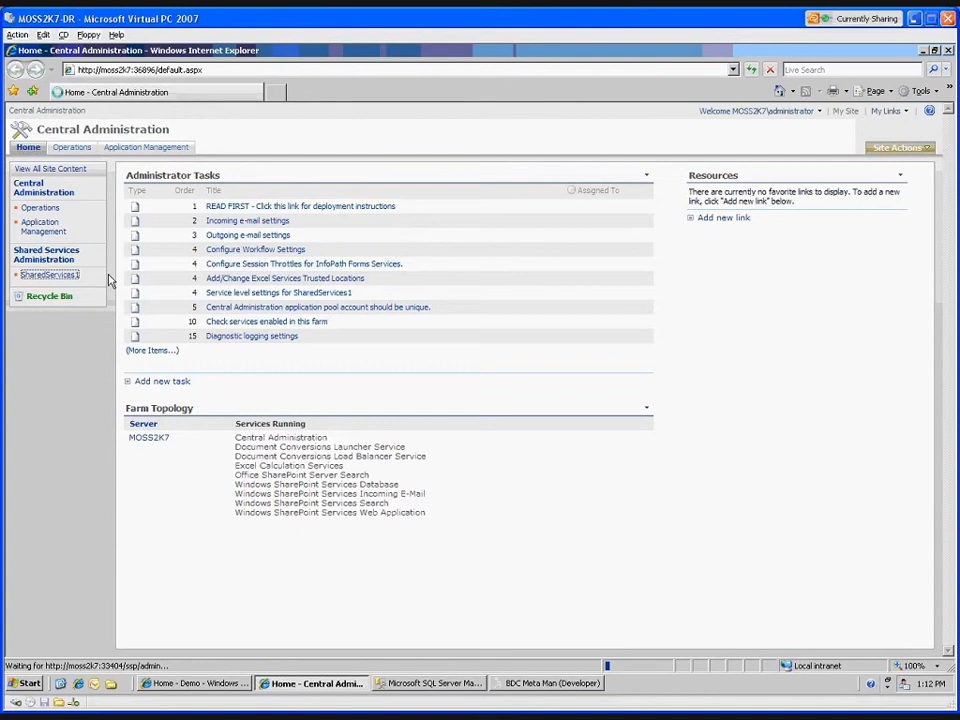 MOSS2K7-DR - Microsoft Virtual PC 2007
Currently Sharing
Action Edit CD Floppy Help
Home - Central Administration - Windows Internet Explorer
http://moss2k7:36896/default.aspx
Live Search
Home - Central Administration
Page Tools
Central Administration
Welcome MOSS2K7\administrator My Site My Links
Central Administration
Home Operations Application Management
Site Actions
View All Site Content
Central Administration
Operations
Application Management
Shared Services Administration
SharedServices1
Recycle Bin
Administrator Tasks
Type Order Title Assigned To
1 READ FIRST - Click this link for deployment instructions
2 Incoming e-mail settings
3 Outgoing e-mail settings
4 Configure Workflow Settings
4 Configure Session Throttles for InfoPath Forms Services.
4 Add/Change Excel Services Trusted Locations
4 Service level settings for SharedServices1
5 Central Administration application pool account should be unique.
10 Check services enabled in this farm
15 Diagnostic logging settings
(More Items...)
Add new task
Farm Topology
Server Services Running
MOSS2K7 Central Administration
Document Conversions Launcher Service
Document Conversions Load Balancer Service
Excel Calculation Services
Office SharePoint Server Search
Windows SharePoint Services Database
Windows SharePoint Services Incoming E-Mail
Windows SharePoint Services Search
Windows SharePoint Services Web Application
Resources
There are currently no favorite links to display. To add a new link, click "Add new link" below.
Add new link
Waiting for http://moss2k7:33404/ssp/admin...
Local intranet
100%
Start
Home - Demo - Windows ...
Home - Central Admi...
Microsoft SQL Server Ma...
BDC Meta Man (Developer)
1:12 PM